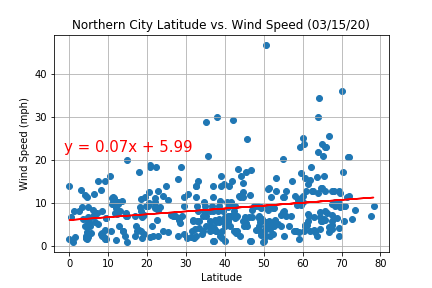 Northern City Latitude vs. Wind Speed (03/15/20)
Wind Speed (mph)
40
30
20
10
0
y = 0.07x + 5.99
0 10 20 30 40 50 60 70 80
Latitude